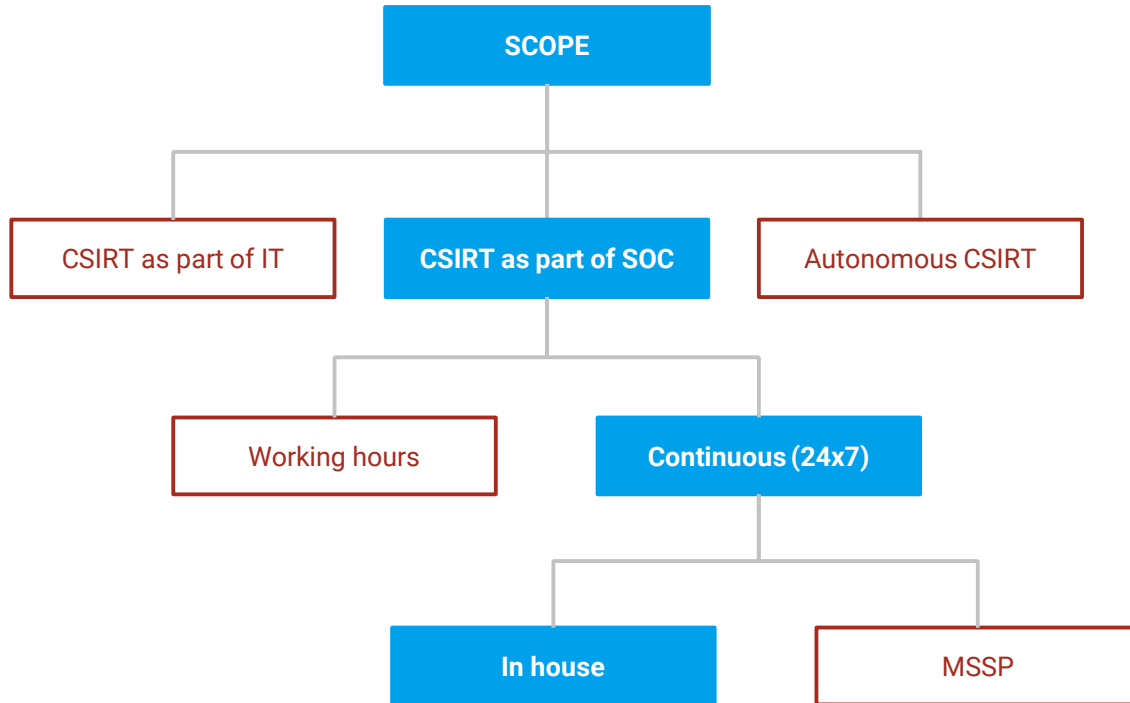 SCOPE
CSIRT as part of IT
CSIRT as part of SOC
Autonomous CSIRT
Working hours
Continuous (24x7)
In house
MSSP